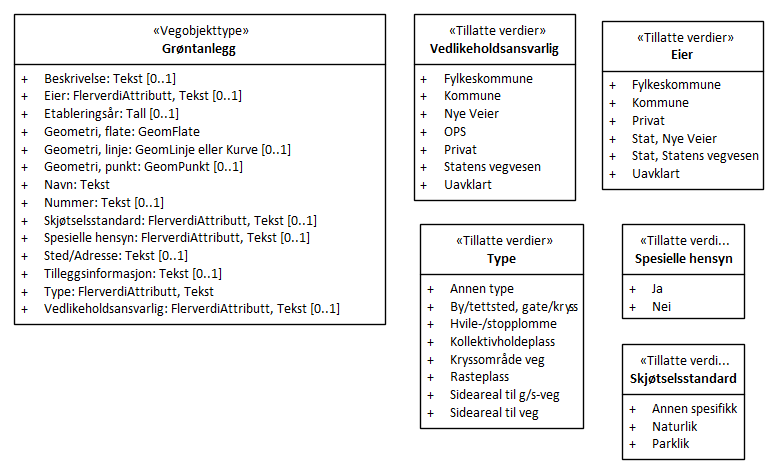 «Vegobjekttype»
Grøntanlegg
+ Beskrivelse: Tekst [0..1]
+ Eier: FlerverdiAttributt, Tekst [0..1]
+ Etableringsår: Tall [0..1]
+ Geometri, flate: GeomFlate
+ Geometri, linje: GeomLinje eller Kurve [0..1]
+ Geometri, punkt: GeomPunkt [0..1]
+ Navn: Tekst
+ Nummer: Tekst [0..1]
+ Skjøtselsstandard: FlerverdiAttributt, Tekst [0..1]
+ Spesielle hensyn: FlerverdiAttributt, Tekst [0..1]
+ Sted/Adresse: Tekst [0..1]
+ Tilleggsinformasjon: Tekst [0..1]
+ Type: FlerverdiAttributt, Tekst
+ Vedlikeholdsansvarlig: FlerverdiAttributt, Tekst [0..1]
«Tillatte verdier»
Vedlikeholdsansvarlig
+ Fylkeskommune
+ Kommune
+ Nye Veier
+ OPS
+ Privat
+ Statens vegvesen
+ Uavklart
«Tillatte verdier»
Eier
+ Fylkeskommune
+ Kommune
+ Privat
+ Stat, Nye Veier
+ Stat, Statens vegvesen
+ Uavklart
«Tillatte verdier»
Type
+ Annen type
+ By/tettsted, gate/kryss
+ Hvile-/stopplomme
+ Kollektivholdeplass
+ Kryssområde veg
+ Rasteplass
+ Sideareal til g/s-veg
+ Sideareal til veg
«Tillatte verdi...
Spesielle hensyn
+ Ja
+ Nei
«Tillatte verdi...
Skjøtselsstandard
+ Annen spesifikk
+ Naturlik
+ Parklik